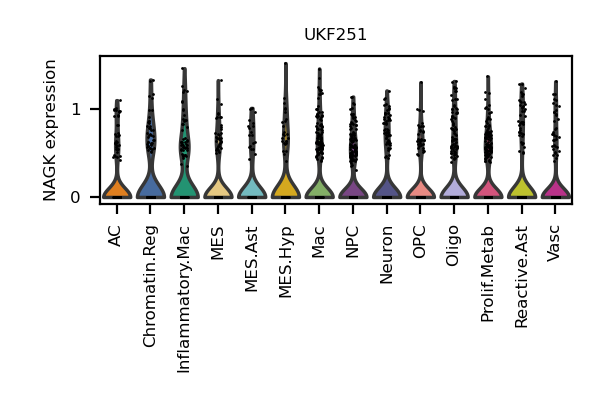 UKF251
NAGK expression
1
0
AC
Chromatin.Reg
Inflammatory.Mac
MES
MES.Ast
MES.Hyp
Mac
NPC
Neuron
OPC
Oligo
Prolif.Metab
Reactive.Ast
Vasc